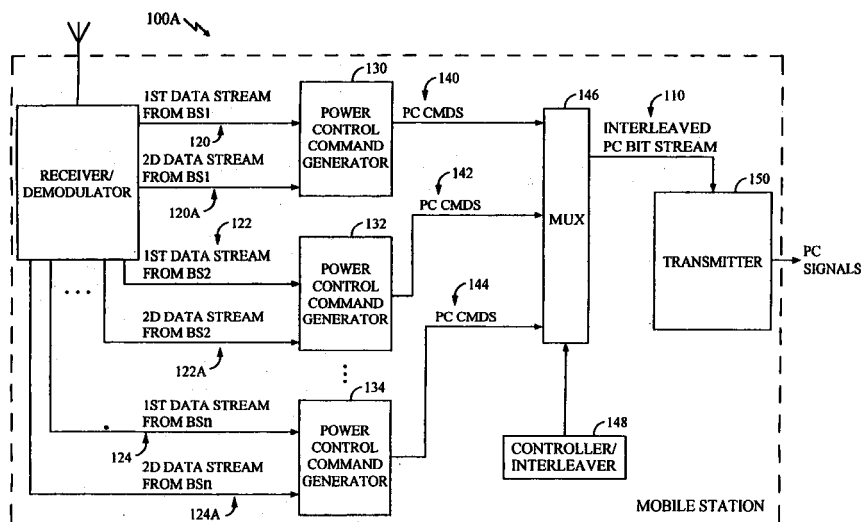 100A
1ST DATA STREAM
FROM BS1
120
2D DATA STREAM
FROM BS1
120A
RECEIVER/
DEMODULATOR
130
POWER
CONTROL
COMMAND
GENERATOR
140
PC CMDS
146
MUX
110
INTERLEAVED
PC BIT STREAM
150
TRANSMITTER
PC
SIGNALS
122
1ST DATA STREAM
FROM BS2
2D DATA STREAM
FROM BS2
122A
132
POWER
CONTROL
COMMAND
GENERATOR
142
PC CMDS
144
PC CMDS
1ST DATA STREAM
FROM BSn
124
2D DATA STREAM
FROM BSn
124A
134
POWER
CONTROL
COMMAND
GENERATOR
148
CONTROLLER/
INTERLEAVER
MOBILE STATION